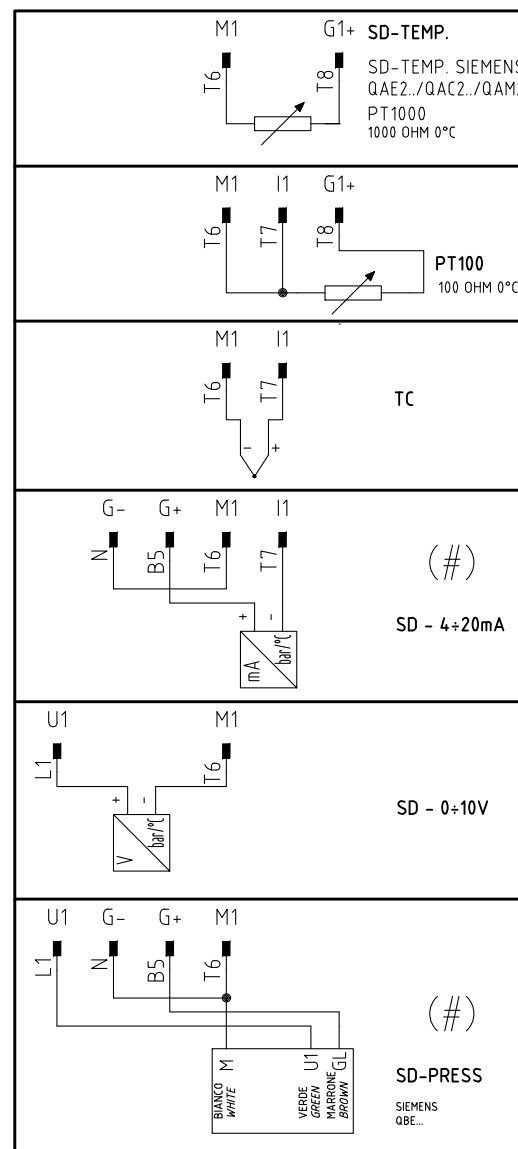 M1 G1+ SD-TEMP.
T6 T8
SD-TEMP. SIEMENS
QAE2../QAC2../QAM2
PT1000
1000 OHM 0°C
M1 I1 G1+
T6 T7 T8
PT100
100 OHM 0°C
M1 I1
T6 T7
TC
- +
G- G+ M1 I1
N B5 T6 T7
(#)
+ -
mA bar/°C
SD - 4÷20mA
U1 M1
L1 T6
+ -
V bar/°C
SD - 0÷10V
U1 G- G+ M1
L1 N B5 T6
(#)
M U1 GL
BIANCO VERDE MARRONE
WHITE GREEN BROWN
SD-PRESS
SIEMENS
QBE...